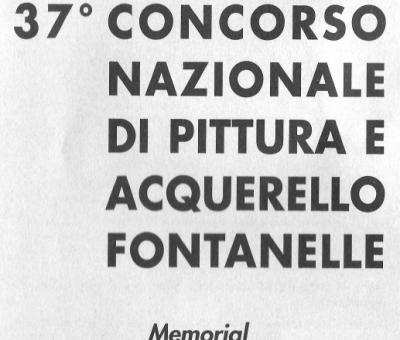 37° CONCORSO
NAZIONALE
DI PITTURA E
ACQUERELLO
FONTANELLE
Memorial